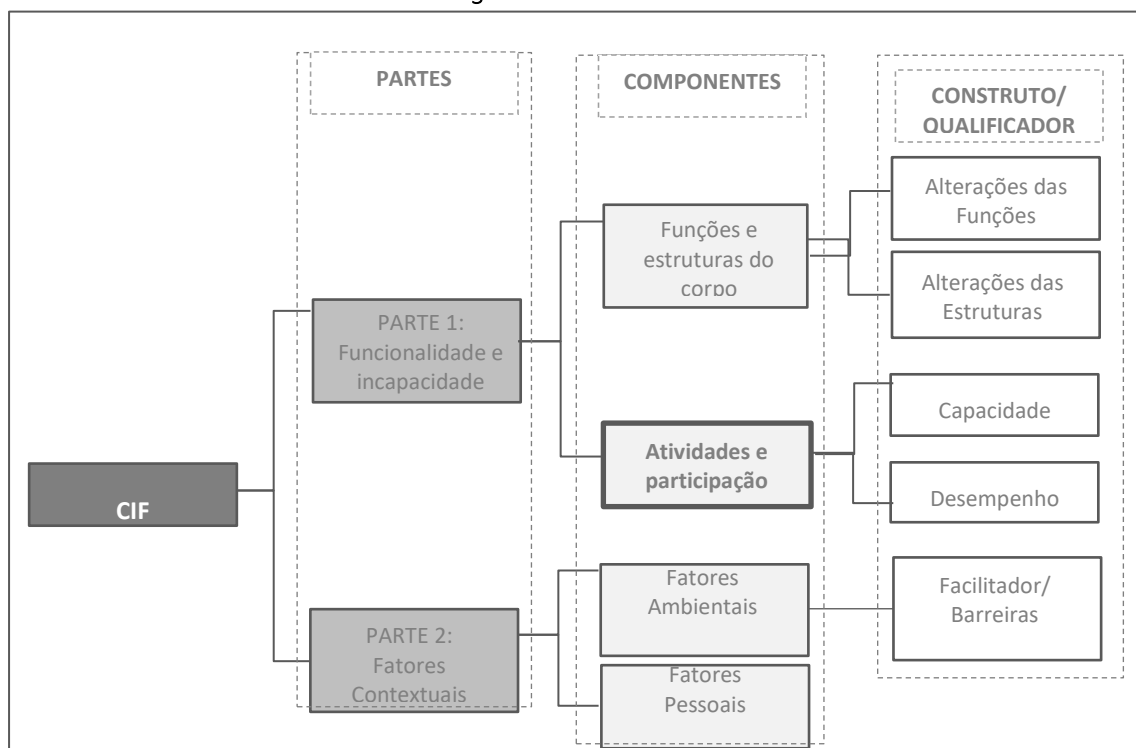 PARTES
COMPONENTES
CONSTRUTO/
QUALIFICADOR
Alterações das
Funções
Funções e
estruturas do
corpo
Alterações das
Estruturas
PARTE 1:
Funcionalidade e
incapacidade
Capacidade
Atividades e
participação
Desempenho
CIF
Fatores
Ambientais
Facilitador/
Barreiras
PARTE 2:
Fatores
Contextuais
Fatores
Pessoais